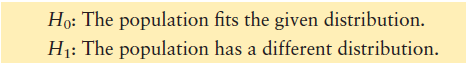 H₀: The population fits the given distribution.
H₁: The population has a different distribution.